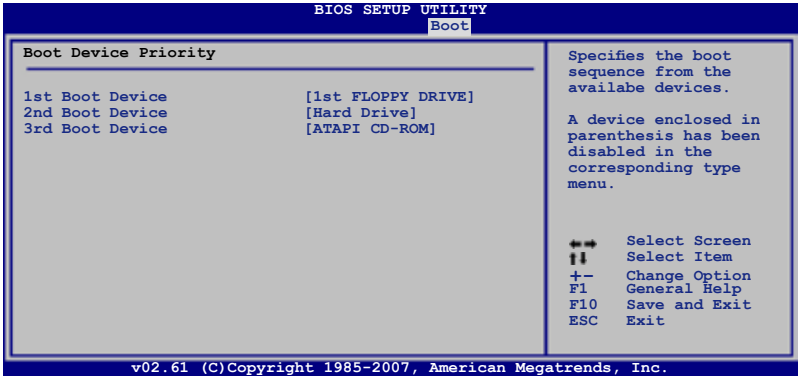 BIOS SETUP UTILITY
Boot
Boot Device Priority
1st Boot Device [1st FLOPPY DRIVE]
2nd Boot Device [Hard Drive]
3rd Boot Device [ATAPI CD-ROM]
Specifies the boot
sequence from the
availabe devices.
A device enclosed in
parenthesis has been
disabled in the
corresponding type
menu.
←→ Select Screen
↑↓ Select Item
+- Change Option
F1 General Help
F10 Save and Exit
ESC Exit
v02.61 (C)Copyright 1985-2007, American Megatrends, Inc.